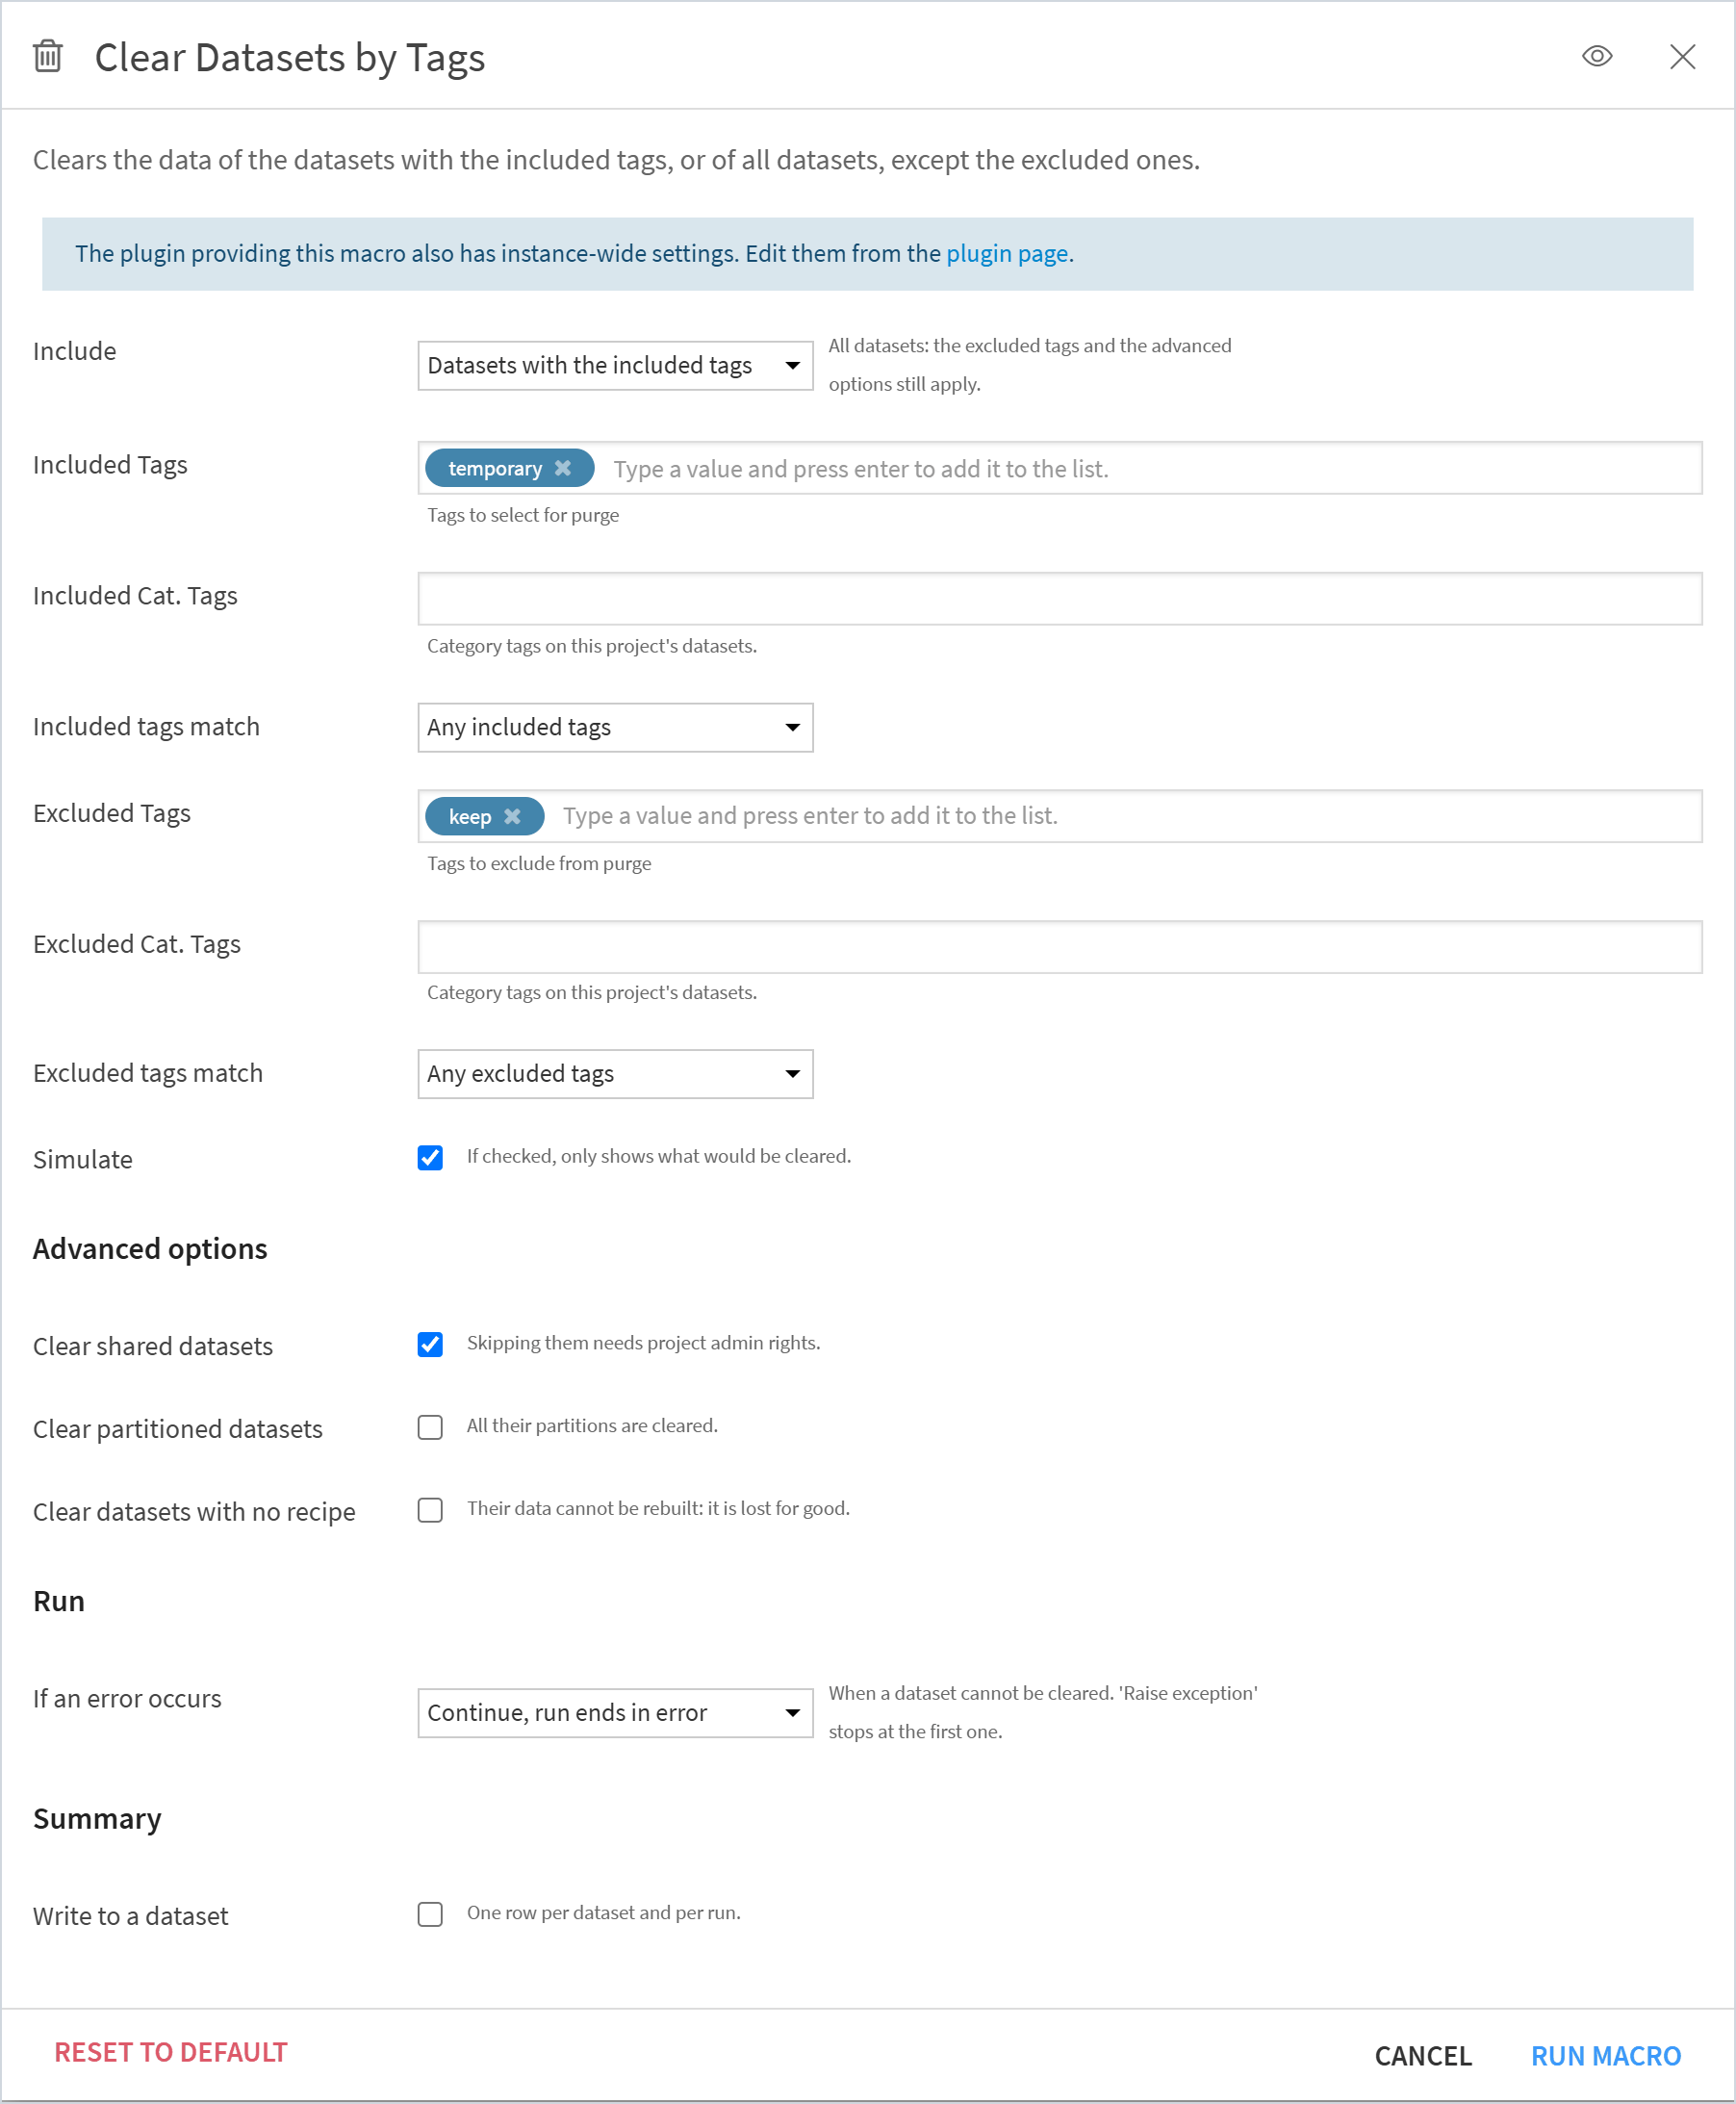 Clear Datasets by Tags
Clears the data of the datasets with the included tags, or of all datasets, except the excluded ones.
The plugin providing this macro also has instance-wide settings. Edit them from the plugin page.
Include
Datasets with the included tags
All datasets: the excluded tags and the advanced
options still apply.
Included Tags
temporary
Type a value and press enter to add it to the list.
Tags to select for purge
Included Cat. Tags
Category tags on this project's datasets.
Included tags match
Any included tags
Excluded Tags
keep
Type a value and press enter to add it to the list.
Tags to exclude from purge
Excluded Cat. Tags
Category tags on this project's datasets.
Excluded tags match
Any excluded tags
Simulate
If checked, only shows what would be cleared.
Advanced options
Clear shared datasets
Skipping them needs project admin rights.
Clear partitioned datasets
All their partitions are cleared.
Clear datasets with no recipe
Their data cannot be rebuilt: it is lost for good.
Run
If an error occurs
Continue, run ends in error
When a dataset cannot be cleared. 'Raise exception'
stops at the first one.
Summary
Write to a dataset
One row per dataset and per run.
RESET TO DEFAULT
CANCEL
RUN MACRO